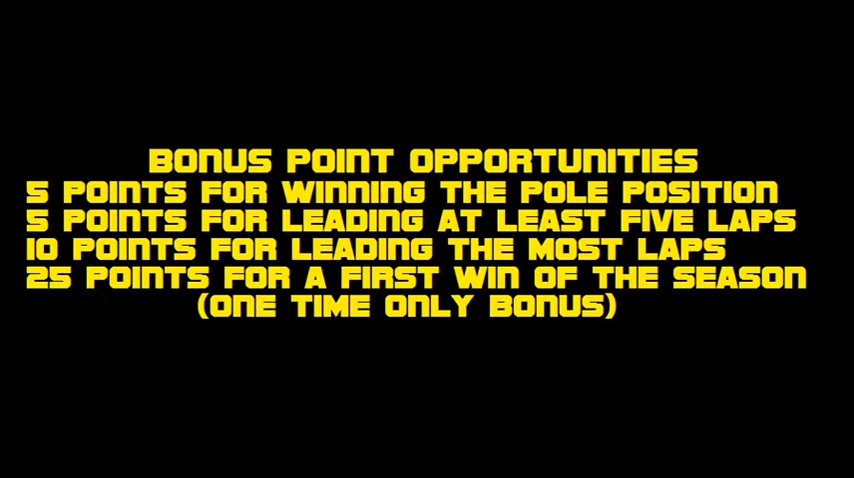 BONUS POINT OPPORTUNITIES
5 POINTS FOR WINNING THE POLE POSITION
5 POINTS FOR LEADING AT LEAST FIVE LAPS
10 POINTS FOR LEADING THE MOST LAPS
25 POINTS FOR A FIRST WIN OF THE SEASON
(ONE TIME ONLY BONUS)